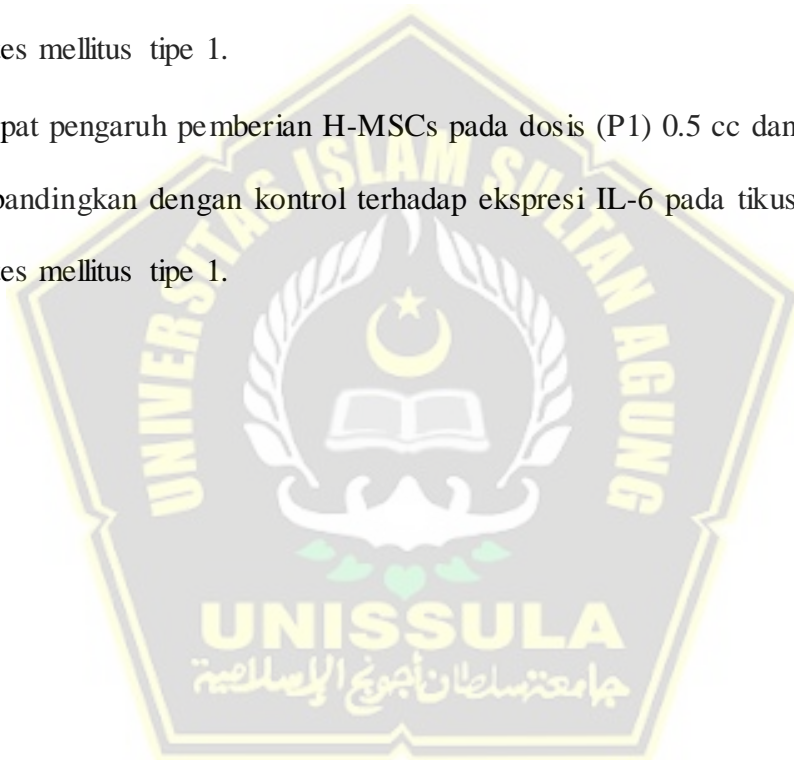 es mellitus tipe 1.
pat pengaruh pemberian H-MSCs pada dosis (P1) 0.5 cc dan
bandingkan dengan kontrol terhadap ekspresi IL-6 pada tikus
es mellitus tipe 1.
UNIVERSITAS ISLAM SULTAN AGUNG
UNISSULA
جامعتنسلطان أجونج الإسلامية